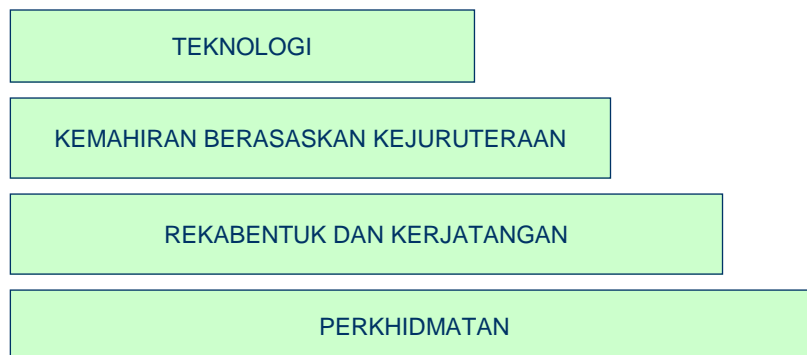 TEKNOLOGI
KEMAHIRAN BERASASKAN KEJURUTERAAN
REKABENTUK DAN KERJATANGAN
PERKHIDMATAN